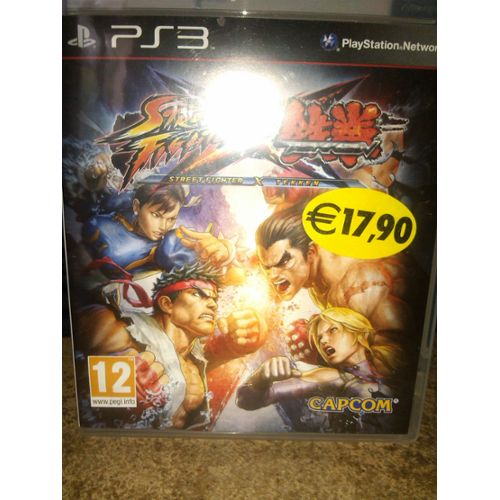 PS3
PlayStation®Network
STREET FIGHTER X TEKKEN
€17,90
12
www.pegi.info
CAPCOM